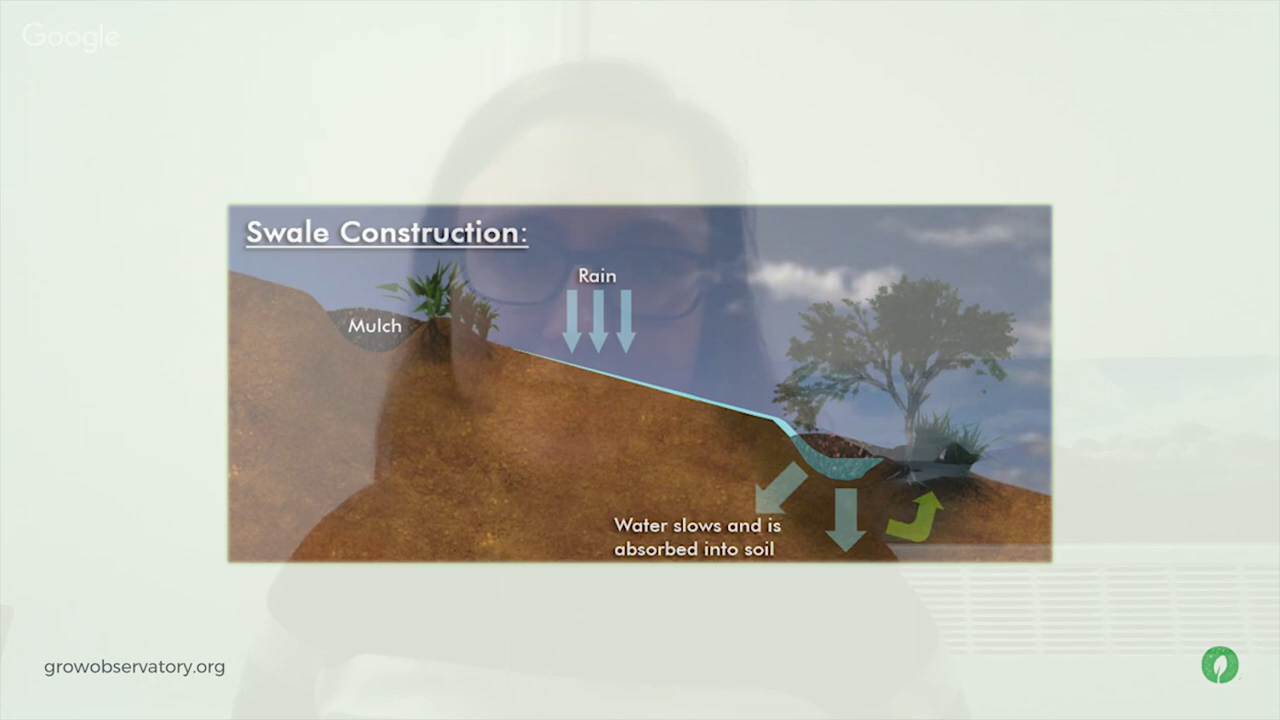 Google
Swale Construction:
Rain
Mulch
Water slows and is
absorbed into soil
growobservatory.org